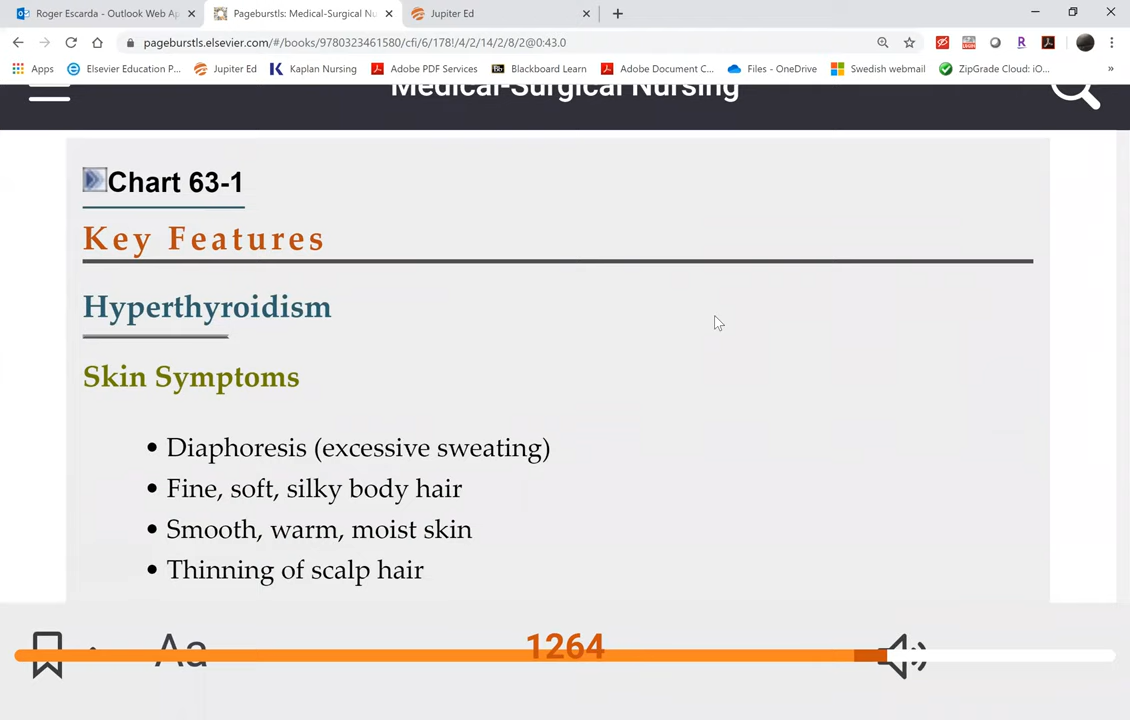 Roger Escarda - Outlook Web Ap
Pageburstls: Medical-Surgical Nu
Jupiter Ed
pageburstls.elsevier.com/#/books/9780323461580/cfi/6/178!/4/2/14/2/8/2@0:43.0
Apps
Elsevier Education P...
Jupiter Ed
Kaplan Nursing
Adobe PDF Services
Blackboard Learn
Adobe Document C...
Files - OneDrive
Swedish webmail
ZipGrade Cloud: iO...
»
Medical-Surgical Nursing
Chart 63-1
Key Features
Hyperthyroidism
Skin Symptoms
• Diaphoresis (excessive sweating)
• Fine, soft, silky body hair
• Smooth, warm, moist skin
• Thinning of scalp hair
Aa
1264